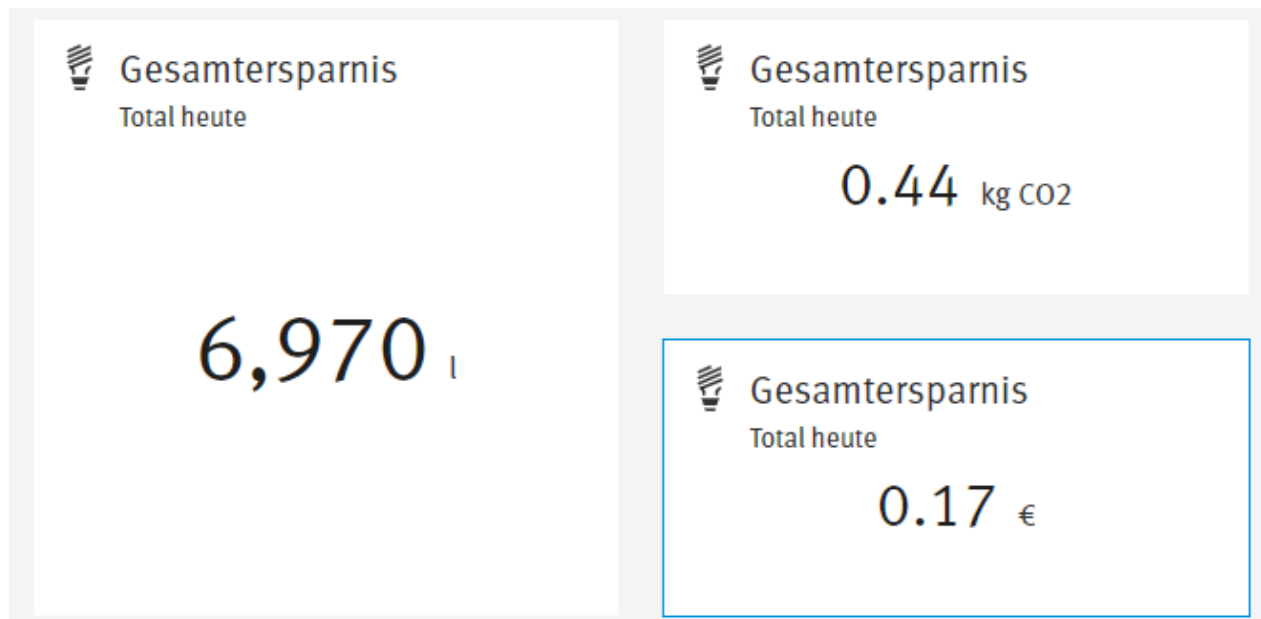 Gesamtersparnis
Total heute
6,970 l
Gesamtersparnis
Total heute
0.44 kg CO2
Gesamtersparnis
Total heute
0.17 €